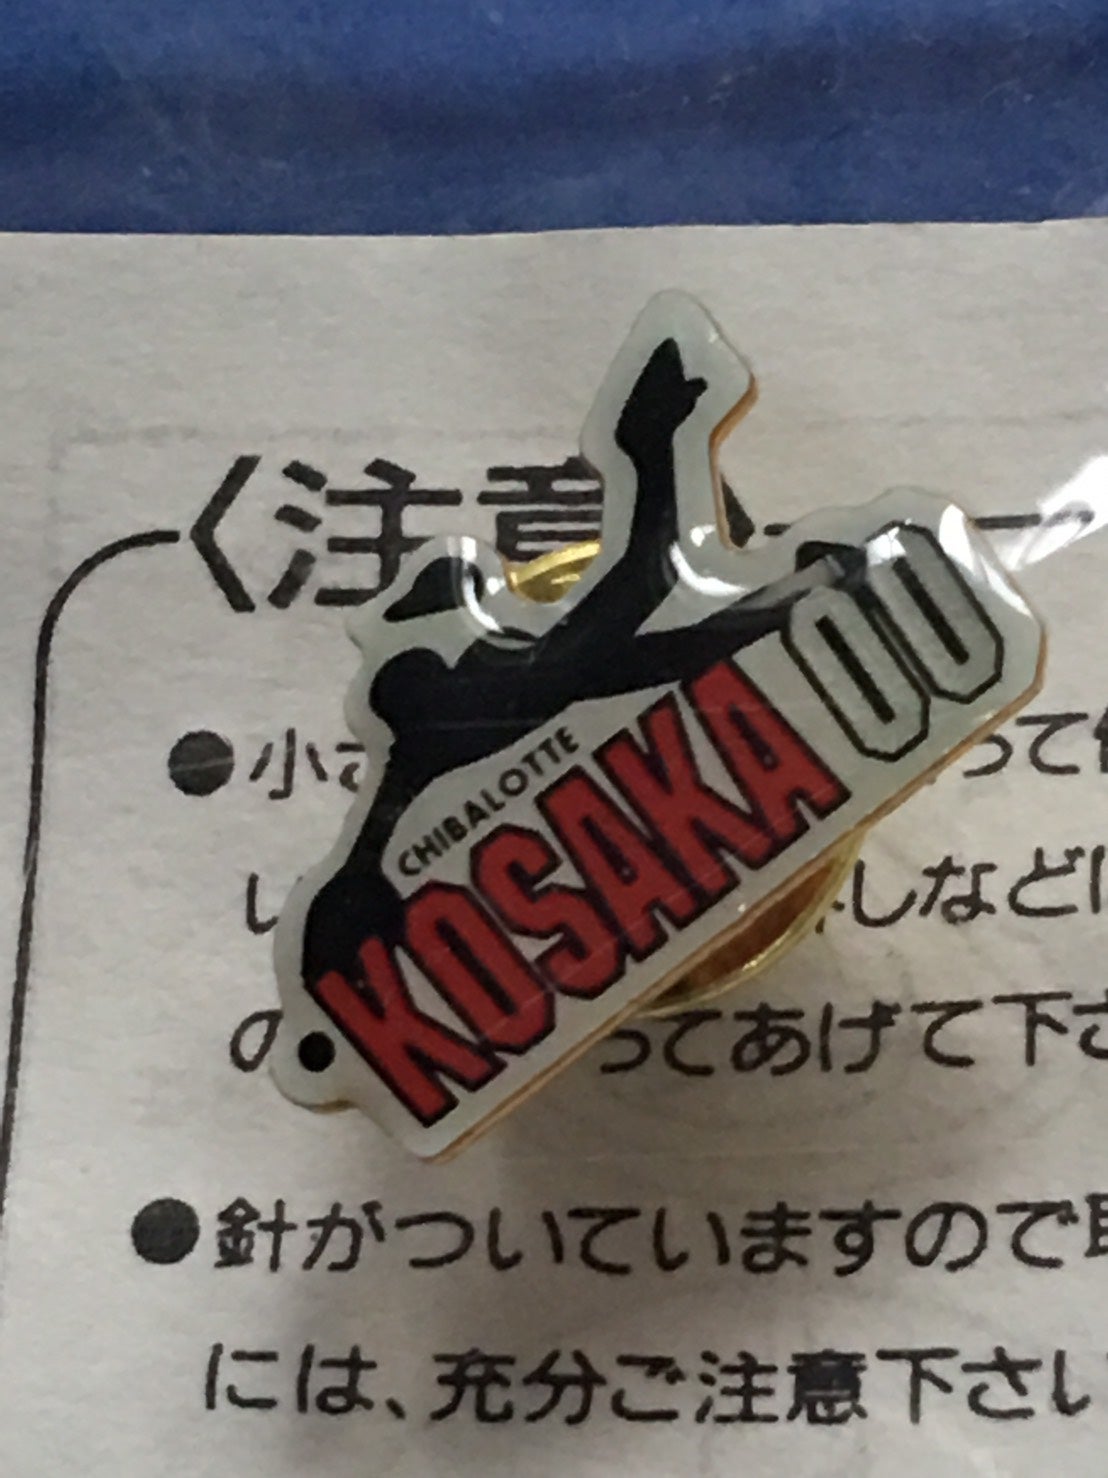 〈注意
CHIBALOTTE
KOSAKA 00
●小さ
って
しなど
の
ってあげて下さ
●針がついていますので
には、充分ご注意下さい